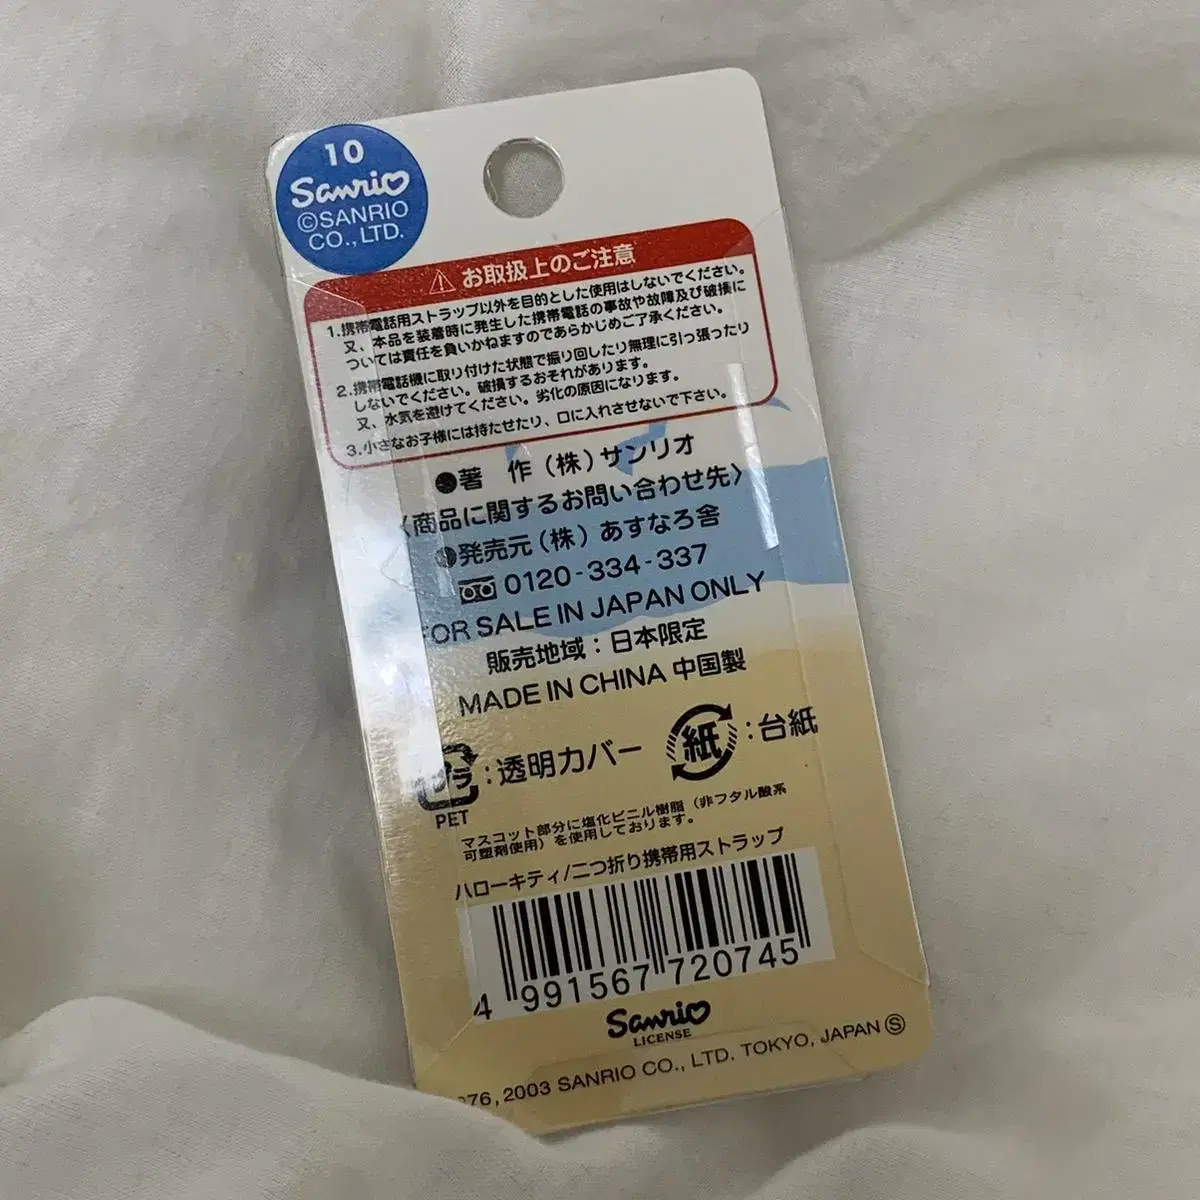 10
Sanrio
©SANRIO
CO., LTD.
⚠お取扱上のご注意
1.携帯電話用ストラップ以外を目的とした使用はしないでください。
又、本品を装着時に発生した携帯電話の事故や故障及び破損に
ついては責任を負いかねますのであらかじめご了承ください。
2.携帯電話機に取り付けた状態で振り回したり無理に引っ張ったり
しないでください。破損するおそれがあります。
又、水気を避けてください。劣化の原因になります。
3.小さなお子様には持たせたり、口に入れさせないで下さい。
●著 作（株）サンリオ
〈商品に関するお問い合わせ先〉
●発売元（株）あすなろ舎
0120-334-337
FOR SALE IN JAPAN ONLY
販売地域：日本限定
MADE IN CHINA 中国製
プラ：透明カバー 紙：台紙
PET
マスコット部分に塩化ビニル樹脂（非フタル酸系
可塑剤使用）を使用しております。
ハローキティ/二つ折り携帯用ストラップ
4 991567 720745
Sanrio
LICENSE
76, 2003 SANRIO CO., LTD. TOKYO, JAPAN Ⓢ